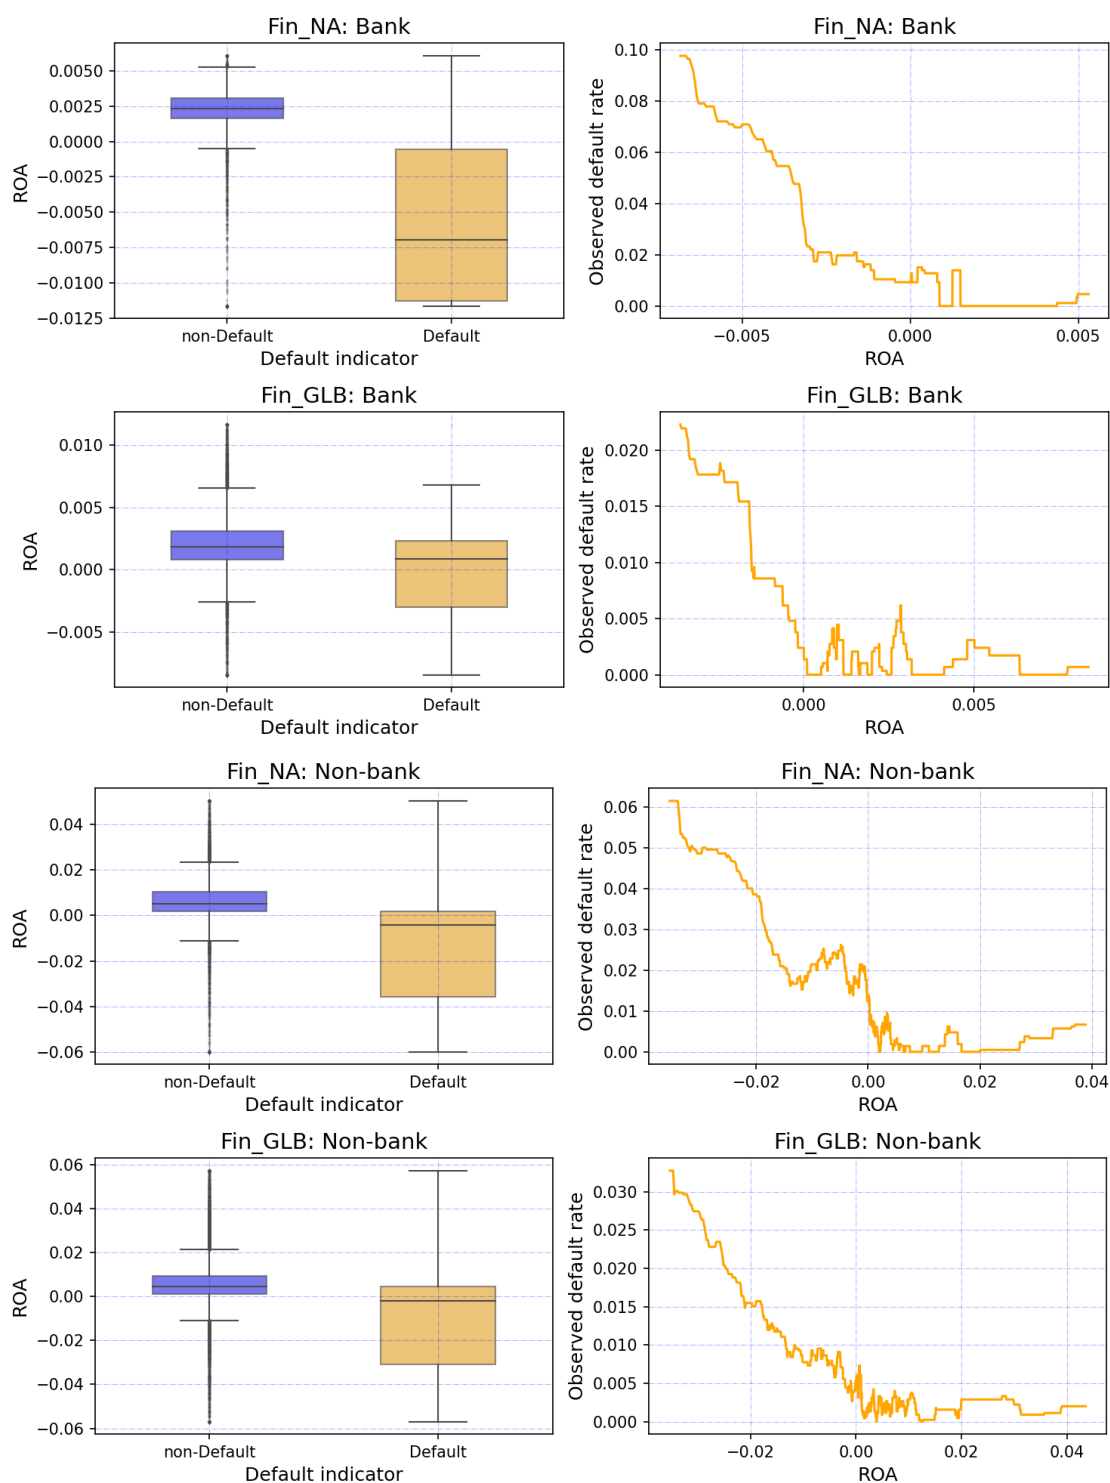 Fin_NA: Bank
ROA
0.0050
0.0025
0.0000
−0.0025
−0.0050
−0.0075
−0.0100
−0.0125
non-Default Default
Default indicator
Fin_NA: Bank
Observed default rate
0.10
0.08
0.06
0.04
0.02
0.00
−0.005 0.000 0.005
ROA
Fin_GLB: Bank
ROA
0.010
0.005
0.000
−0.005
non-Default Default
Default indicator
Fin_GLB: Bank
Observed default rate
0.020
0.015
0.010
0.005
0.000
0.000 0.005
ROA
Fin_NA: Non-bank
ROA
0.04
0.02
0.00
−0.02
−0.04
−0.06
non-Default Default
Default indicator
Fin_NA: Non-bank
Observed default rate
0.06
0.05
0.04
0.03
0.02
0.01
0.00
−0.02 0.00 0.02 0.04
ROA
Fin_GLB: Non-bank
ROA
0.06
0.04
0.02
0.00
−0.02
−0.04
−0.06
non-Default Default
Default indicator
Fin_GLB: Non-bank
Observed default rate
0.030
0.025
0.020
0.015
0.010
0.005
0.000
−0.02 0.00 0.02 0.04
ROA